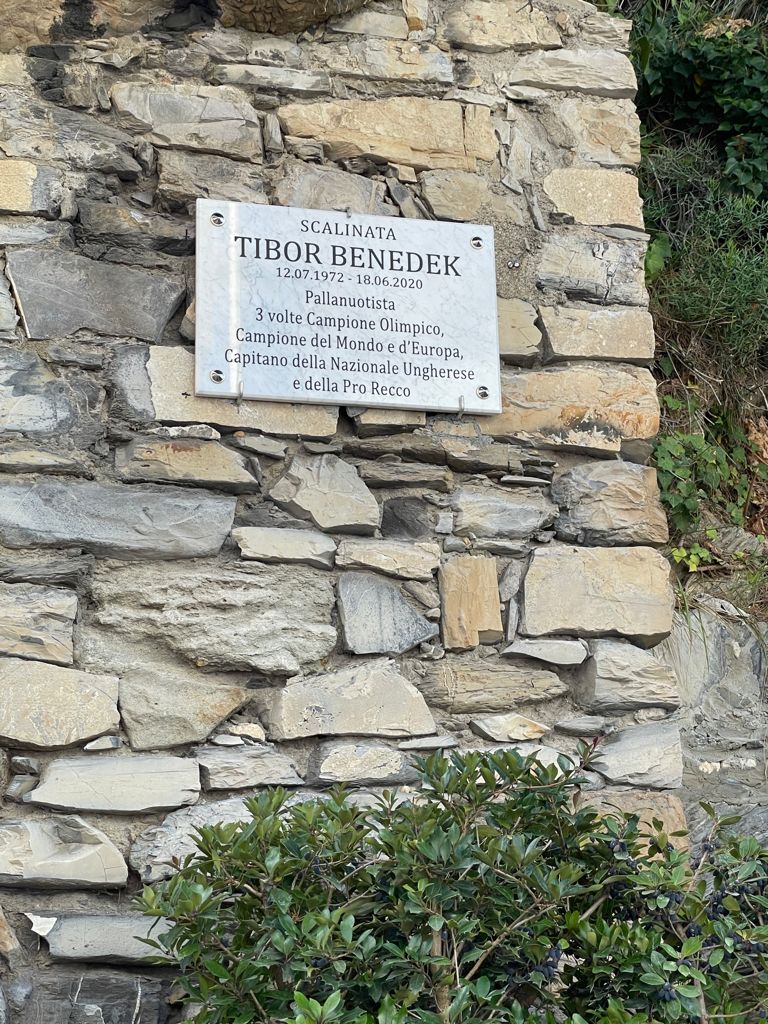 SCALINATA
TIBOR BENEDEK
12.07.1972 - 18.06.2020
Pallanuotista
3 volte Campione Olimpico,
Campione del Mondo e d'Europa,
Capitano della Nazionale Ungherese
e della Pro Recco